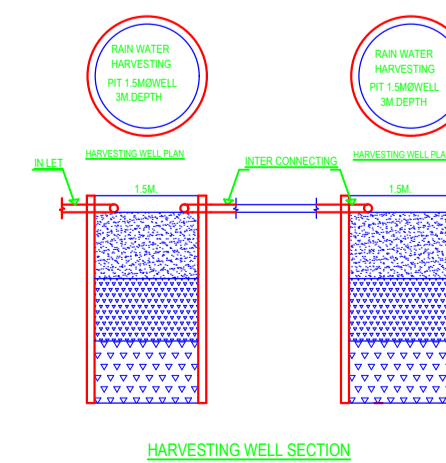 RAIN WATER
HARVESTING
PIT 1.5MØWELL
3M.DEPTH
RAIN WATER
HARVESTING
PIT 1.5MØWELL
3M.DEPTH
HARVESTING WELL PLAN
HARVESTING WELL PLA
IN LET
INTER CONNECTING
1.5M.
1.5M.
HARVESTING WELL SECTION